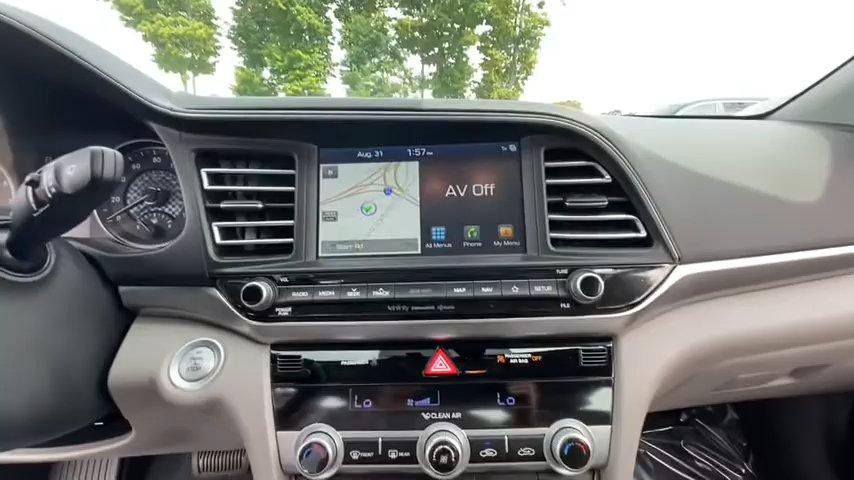 Aug. 31 1:57 PM
AV Off
All Menus Phone My Menu
VOL
TUNE
RADIO MEDIA SEEK TRACK MAP NAV SETUP
PUSH POWER
FILE
PASSENGER AIR BAG OFF
LO LO
CLEAN AIR
FRONT REAR